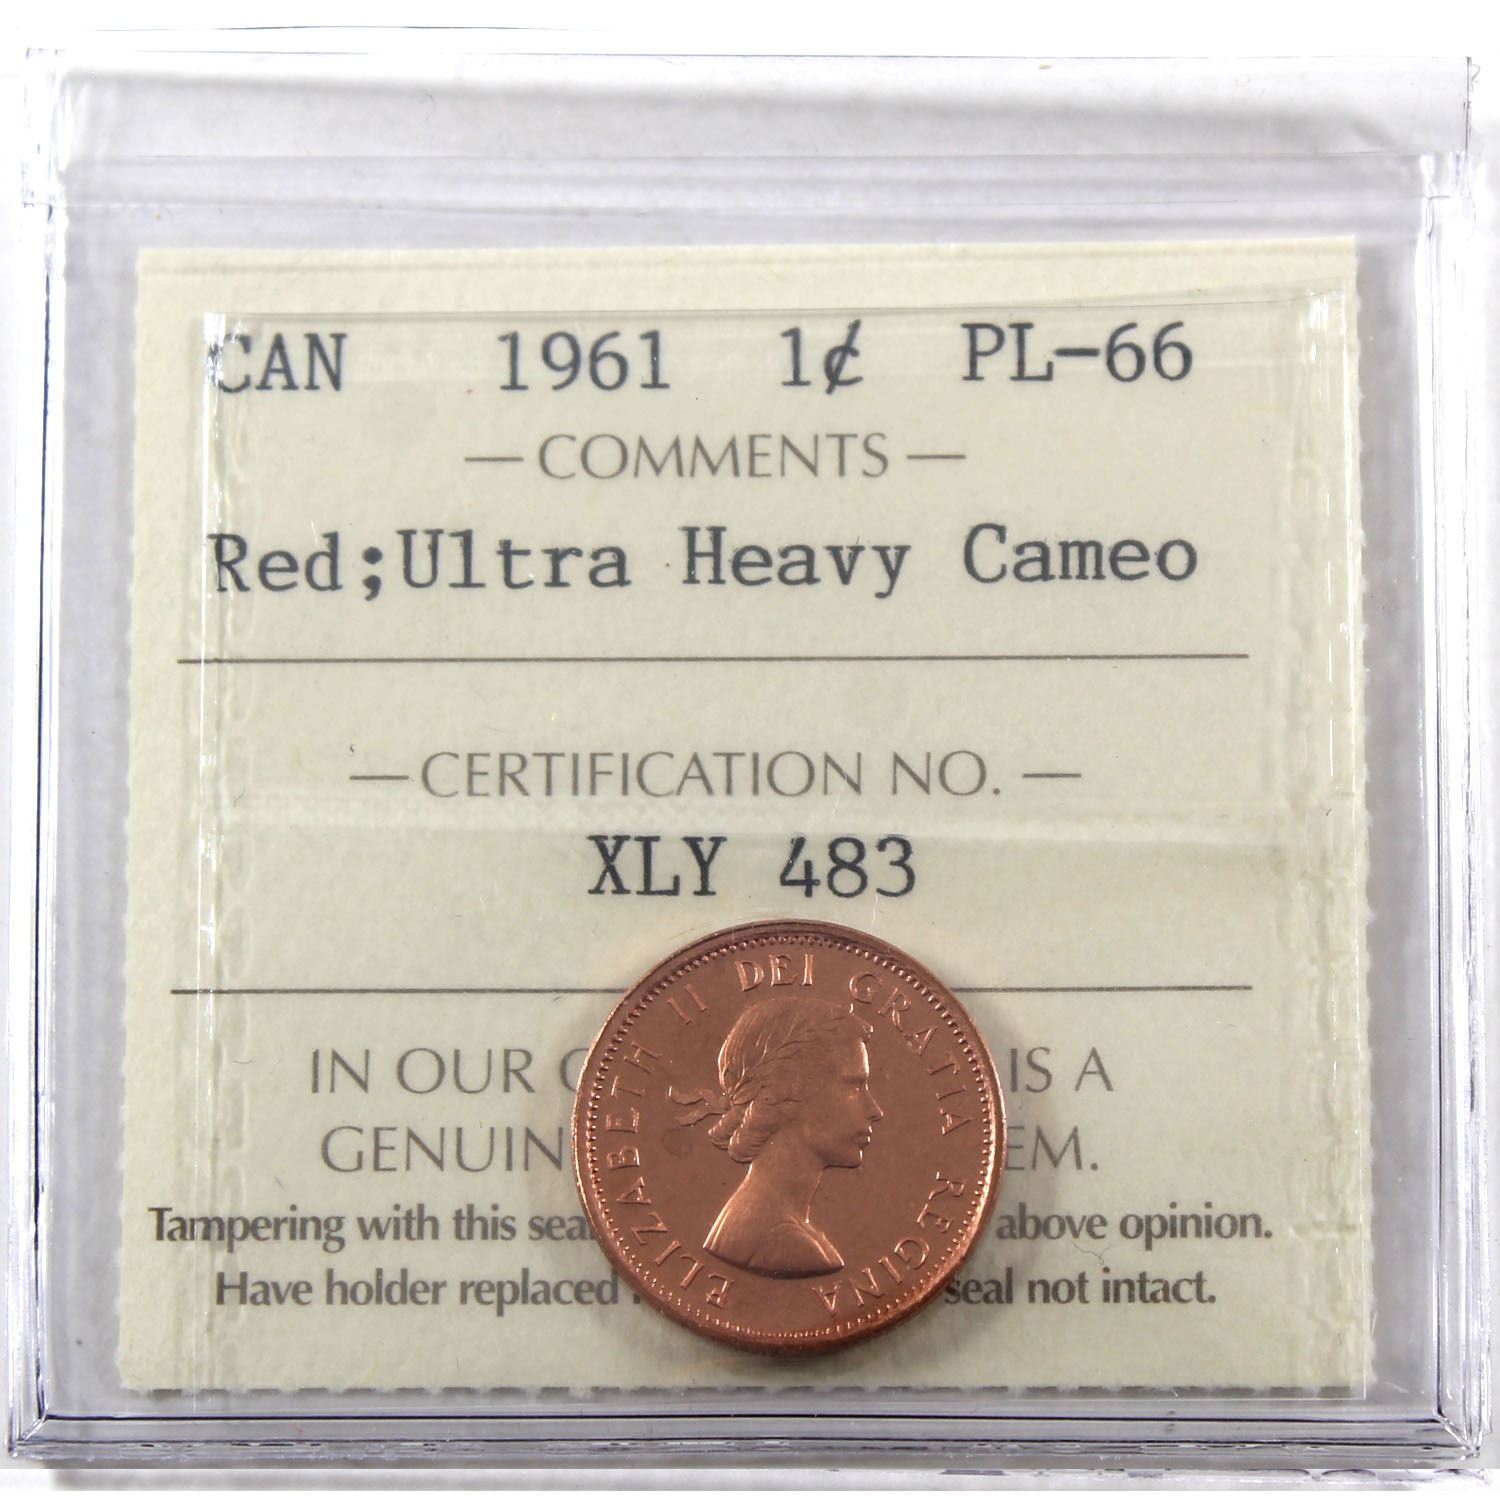 CAN 1961 1¢ PL-66
— COMMENTS —
Red;Ultra Heavy Cameo
— CERTIFICATION NO. —
XLY 483
IN OUR IS A
GENUIN EM.
Tampering with this sea above opinion.
Have holder replaced seal not intact.
ELIZABETH II DEI GRATIA REGINA